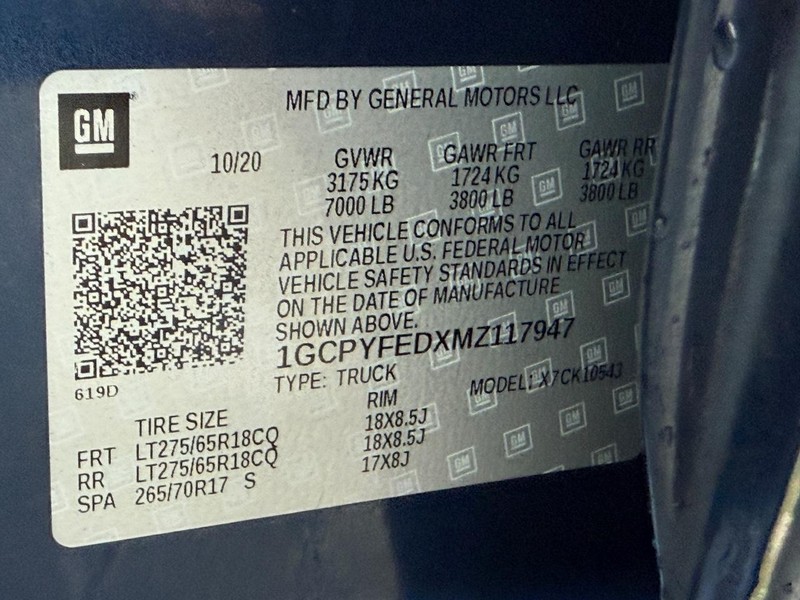 GM
MFD BY GENERAL MOTORS LLC
10/20 GVWR GAWR FRT GAWR RR
3175 KG 1724 KG 1724 KG
7000 LB 3800 LB 3800 LB
THIS VEHICLE CONFORMS TO ALL
APPLICABLE U.S. FEDERAL MOTOR
VEHICLE SAFETY STANDARDS IN EFFECT
ON THE DATE OF MANUFACTURE
SHOWN ABOVE.
1GCPYFEDXMZ117947
619D
TYPE: TRUCK MODEL: X7CK10543
TIRE SIZE RIM
FRT LT275/65R18CQ 18X8.5J
RR LT275/65R18CQ 18X8.5J
SPA 265/70R17 S 17X8J